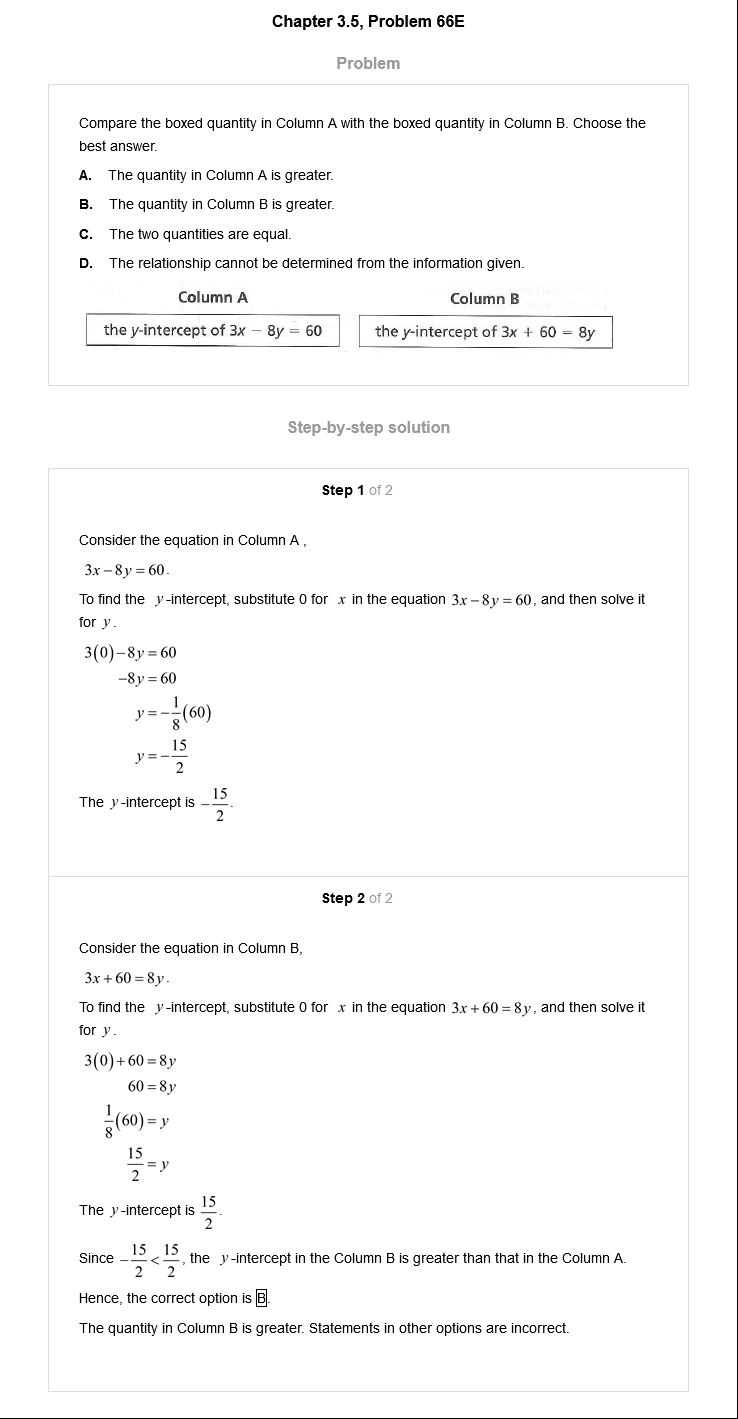 Chapter 3.5, Problem 66E
Problem
Compare the boxed quantity in Column A with the boxed quantity in Column B. Choose the
best answer.
A. The quantity in Column A is greater.
B. The quantity in Column B is greater.
C. The two quantities are equal.
D. The relationship cannot be determined from the information given.
Column A Column B
the y-intercept of 3x − 8y = 60 the y-intercept of 3x + 60 = 8y
Step-by-step solution
Step 1 of 2
Consider the equation in Column A ,
3x − 8y = 60.
To find the y-intercept, substitute 0 for x in the equation 3x − 8y = 60, and then solve it
for y.
3(0) − 8y = 60
−8y = 60
y = −1/8(60)
y = −15/2
The y-intercept is −15/2.
Step 2 of 2
Consider the equation in Column B,
3x + 60 = 8y.
To find the y-intercept, substitute 0 for x in the equation 3x + 60 = 8y, and then solve it
for y.
3(0) + 60 = 8y
60 = 8y
1/8(60) = y
15/2 = y
The y-intercept is 15/2.
Since −15/2 < 15/2, the y-intercept in the Column B is greater than that in the Column A.
Hence, the correct option is B.
The quantity in Column B is greater. Statements in other options are incorrect.